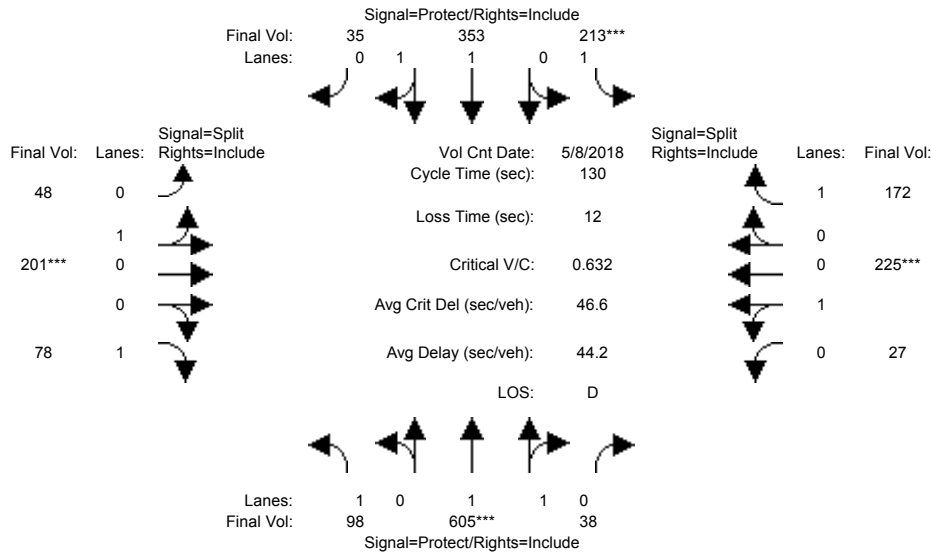 Signal=Protect/Rights=Include
Final Vol: 35 353 213***
Lanes: 0 1 1 0 1
Signal=Split
Final Vol: Lanes: Rights=Include
Vol Cnt Date: 5/8/2018
Signal=Split
Rights=Include Lanes: Final Vol:
Cycle Time (sec): 130
48 0
1 172
Loss Time (sec): 12
1
0
201*** 0
Critical V/C: 0.632
0 225***
0
Avg Crit Del (sec/veh): 46.6
1
78 1
Avg Delay (sec/veh): 44.2
0 27
LOS: D
Lanes: 1 0 1 1 0
Final Vol: 98 605*** 38
Signal=Protect/Rights=Include